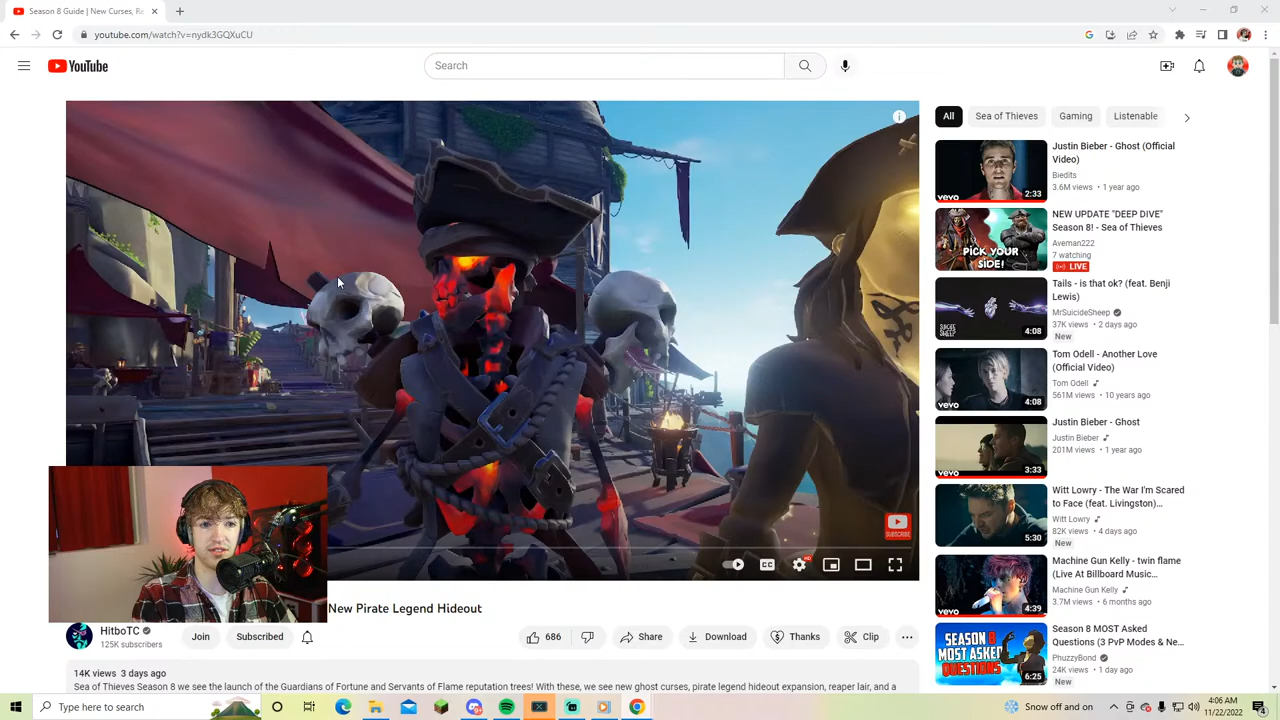 Season 8 Guide | New Curses, Re
youtube.com/watch?v=nydk3GQXuCU
YouTube
Search
All
Sea of Thieves
Gaming
Listenable
Justin Bieber - Ghost (Official
Video)
Biedits
3.6M views • 1 year ago
vevo
2:33
NEW UPDATE "DEEP DIVE"
Season 8! - Sea of Thieves
Aveman222
7 watching
LIVE
PICK YOUR
SIDE!
Tails - is that ok? (feat. Benji
Lewis)
MrSuicideSheep
37K views • 2 days ago
New
4:08
Tom Odell - Another Love
(Official Video)
Tom Odell
561M views • 10 years ago
vevo
4:08
Justin Bieber - Ghost
Justin Bieber
201M views • 1 year ago
vevo
3:33
Witt Lowry - The War I'm Scared
to Face (feat. Livingston)...
Witt Lowry
82K views • 4 days ago
New
5:30
Machine Gun Kelly - twin flame
(Live At Billboard Music...
Machine Gun Kelly
3.7M views • 6 months ago
vevo
4:39
Season 8 MOST Asked
Questions (3 PvP Modes & Ne...
PhuzzyBond
24K views • 1 day ago
New
SEASON 8
MOST ASKED
QUESTIONS
6:25
SUBSCRIBE
CC
HD
New Pirate Legend Hideout
HitboTC
125K subscribers
Join
Subscribed
686
Share
Download
Thanks
Clip
14K views 3 days ago
Sea of Thieves Season 8 we see the launch of the Guardians of Fortune and Servants of Flame reputation trees! With these, we see new ghost curses, pirate legend hideout expansion, reaper lair, and a
Type here to search
Snow off and on
4:06 AM
11/22/2022
4